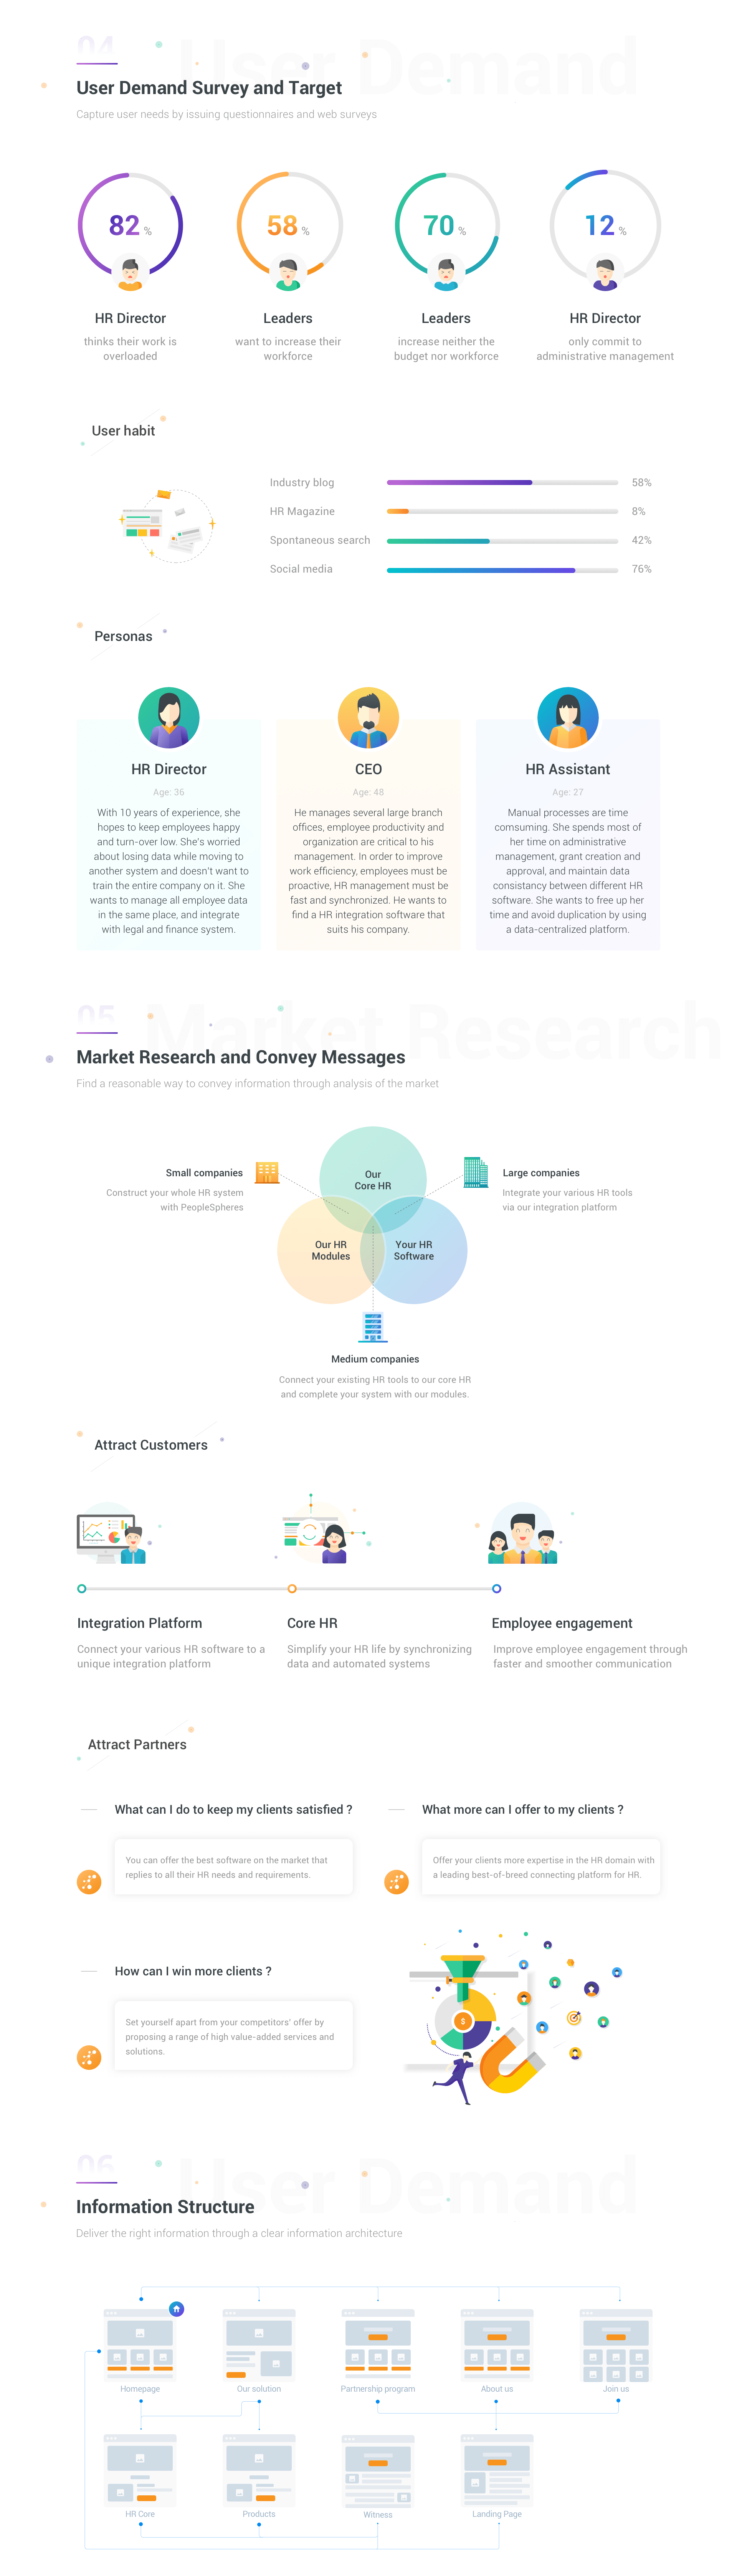 04
User Demand
User Demand Survey and Target
Capture user needs by issuing questionnaires and web surveys
82 %
58 %
70 %
12 %
HR Director
thinks their work is
overloaded
Leaders
want to increase their
workforce
Leaders
increase neither the
budget nor workforce
HR Director
only commit to
administrative management
User habit
Industry blog
58%
HR Magazine
8%
Spontaneous search
42%
Social media
76%
Personas
HR Director
Age: 36
With 10 years of experience, she
hopes to keep employees happy
and turn-over low. She's worried
about losing data while moving to
another system and doesn't want to
train the entire company on it. She
wants to manage all employee data
in the same place, and integrate
with legal and finance system.
CEO
Age: 48
He manages several large branch
offices, employee productivity and
organization are critical to his
management. In order to improve
work efficiency, employees must be
proactive, HR management must be
fast and synchronized. He wants to
find a HR integration software that
suits his company.
HR Assistant
Age: 27
Manual processes are time
comsuming. She spends most of
her time on administrative
management, grant creation and
approval, and maintain data
consistancy between different HR
software. She wants to free up her
time and avoid duplication by using
a data-centralized platform.
05
Market Research
Market Research and Convey Messages
Find a reasonable way to convey information through analysis of the market
Small companies
Construct your whole HR system
with PeopleSpheres
Our
Core HR
Large companies
Integrate your various HR tools
via our integration platform
Our HR
Modules
Your HR
Software
Medium companies
Connect your existing HR tools to our core HR
and complete your system with our modules.
Attract Customers
Integration Platform
Connect your various HR software to a
unique integration platform
Core HR
Simplify your HR life by synchronizing
data and automated systems
Employee engagement
Improve employee engagement through
faster and smoother communication
Attract Partners
What can I do to keep my clients satisfied ?
You can offer the best software on the market that
replies to all their HR needs and requirements.
What more can I offer to my clients ?
Offer your clients more expertise in the HR domain with
a leading best-of-breed connecting platform for HR.
How can I win more clients ?
Set yourself apart from your competitors' offer by
proposing a range of high value-added services and
solutions.
$
06
User Demand
Information Structure
Deliver the right information through a clear information architecture
Homepage
Our solution
Partnership program
About us
Join us
HR Core
Products
Witness
Landing Page